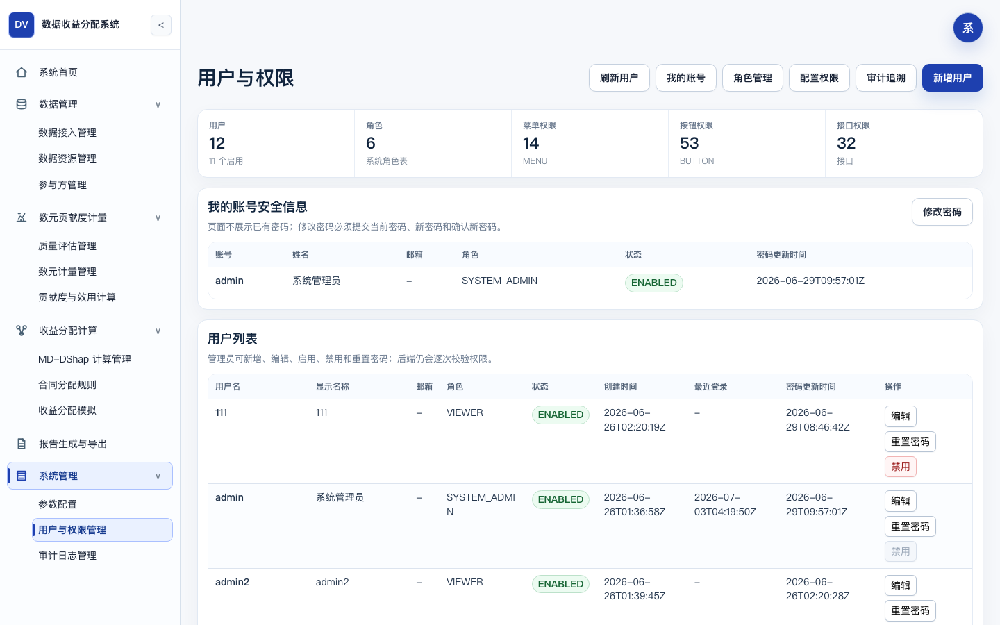 DV 数据收益分配系统 <
系统首页
数据管理 ∨
数据接入管理
数据资源管理
参与方管理
数元贡献度计量 ∨
质量评估管理
数元计量管理
贡献度与效用计算
收益分配计算 ∨
MD-DShap 计算管理
合同分配规则
收益分配模拟
报告生成与导出
系统管理 ∨
参数配置
用户与权限管理
审计日志管理
系
用户与权限
刷新用户 我的账号 角色管理 配置权限 审计追溯 新增用户
用户 角色 菜单权限 按钮权限 接口权限
12 6 14 53 32
11 个启用 系统角色表 MENU BUTTON 接口
我的账号安全信息
页面不展示已有密码；修改密码必须提交当前密码、新密码和确认新密码。
修改密码
账号 姓名 邮箱 角色 状态 密码更新时间
admin 系统管理员 - SYSTEM_ADMIN ENABLED 2026-06-29T09:57:01Z
用户列表
管理员可新增、编辑、启用、禁用和重置密码；后端仍会逐次校验权限。
用户名 显示名称 邮箱 角色 状态 创建时间 最近登录 密码更新时间 操作
111 111 - VIEWER ENABLED 2026-06- - 2026-06- 编辑
26T02:20:19Z 29T08:46:42Z
重置密码
禁用
admin 系统管理员 - SYSTEM_ADMI ENABLED 2026-06- 2026-07- 2026-06- 编辑
N 26T01:36:58Z 03T04:19:50Z 29T09:57:01Z
重置密码
禁用
admin2 admin2 - VIEWER ENABLED 2026-06- - 2026-06- 编辑
26T01:39:45Z 26T02:20:28Z
重置密码